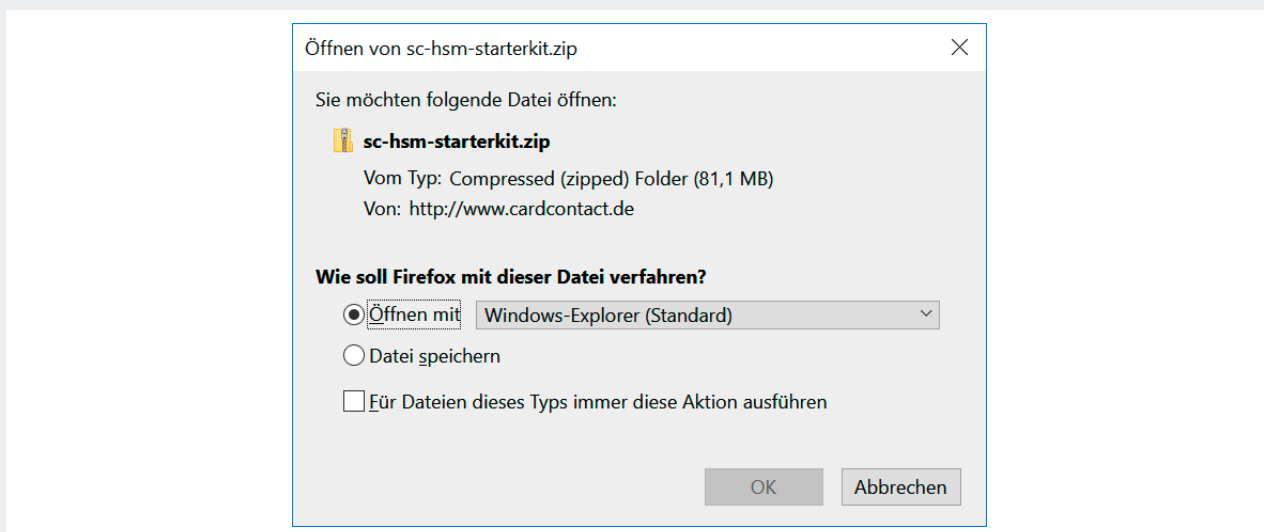 Öffnen von sc-hsm-starterkit.zip
Sie möchten folgende Datei öffnen:
sc-hsm-starterkit.zip
Vom Typ: Compressed (zipped) Folder (81,1 MB)
Von: http://www.cardcontact.de
Wie soll Firefox mit dieser Datei verfahren?
Öffnen mit Windows-Explorer (Standard)
Datei speichern
Für Dateien dieses Typs immer diese Aktion ausführen
OK Abbrechen